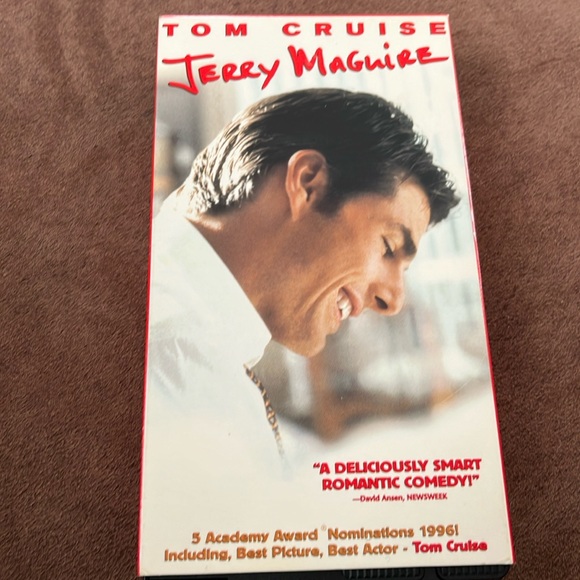 TOM CRUISE
JERRY MAGUIRE
"A DELICIOUSLY SMART
ROMANTIC COMEDY!"
—David Ansen, NEWSWEEK
5 Academy Award® Nominations 1996!
Including, Best Picture, Best Actor - Tom Cruise